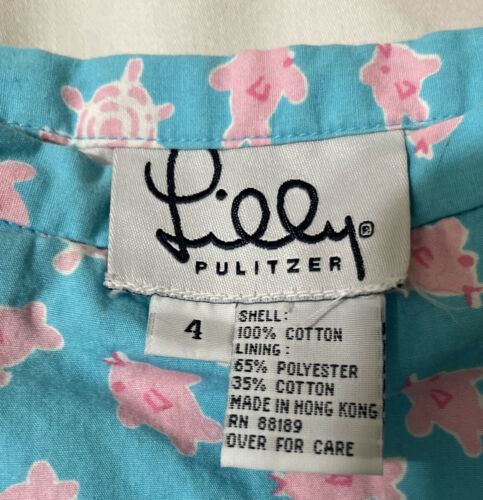 Lilly®
PULITZER
4
SHELL:
100% COTTON
LINING:
65% POLYESTER
35% COTTON
MADE IN HONG KONG
RN 88189
OVER FOR CARE